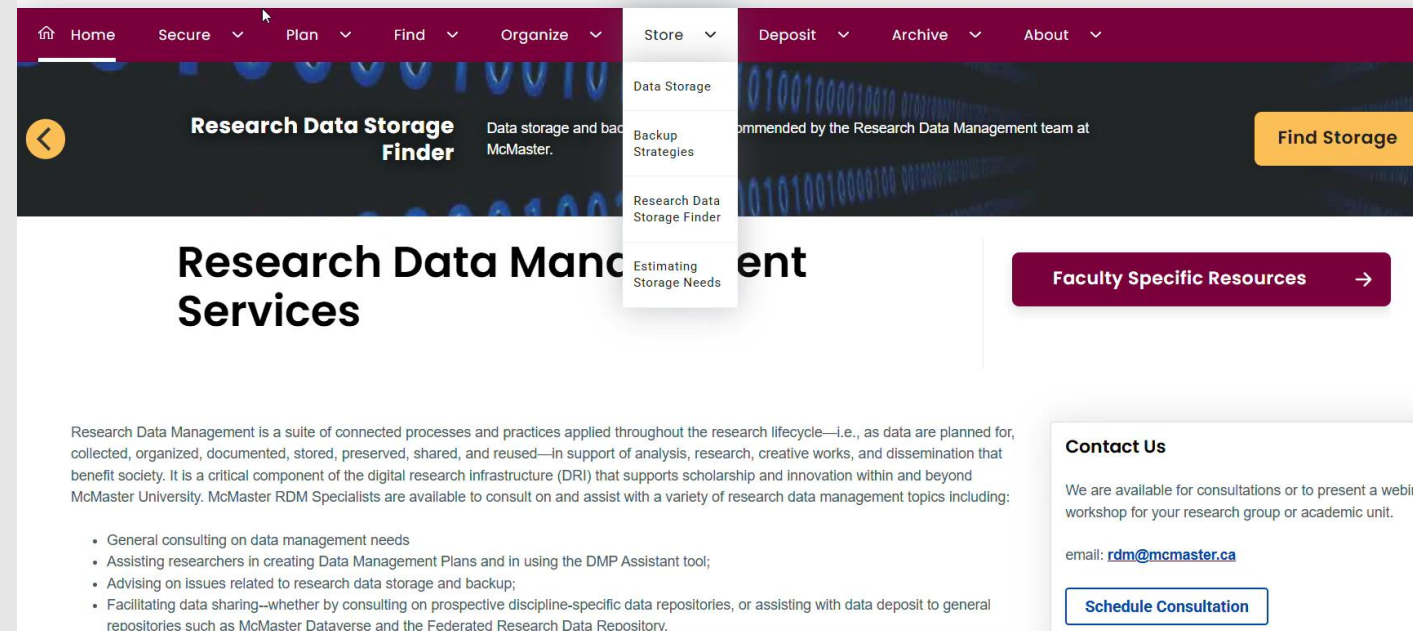 Home Secure Plan Find Organize Store Deposit Archive About
Data Storage
Backup
Strategies
Research Data
Storage Finder
Estimating
Storage Needs
Research Data Storage
Finder
Data storage and bac ommended by the Research Data Management team at
McMaster.
Find Storage
Research Data Mana ent
Services
Faculty Specific Resources
Research Data Management is a suite of connected processes and practices applied throughout the research lifecycle—i.e., as data are planned for,
collected, organized, documented, stored, preserved, shared, and reused—in support of analysis, research, creative works, and dissemination that
benefit society. It is a critical component of the digital research infrastructure (DRI) that supports scholarship and innovation within and beyond
McMaster University. McMaster RDM Specialists are available to consult on and assist with a variety of research data management topics including:
• General consulting on data management needs
• Assisting researchers in creating Data Management Plans and in using the DMP Assistant tool;
• Advising on issues related to research data storage and backup;
• Facilitating data sharing--whether by consulting on prospective discipline-specific data repositories, or assisting with data deposit to general
repositories such as McMaster Dataverse and the Federated Research Data Repository.
Contact Us
We are available for consultations or to present a webin
workshop for your research group or academic unit.
email: rdm@mcmaster.ca
Schedule Consultation